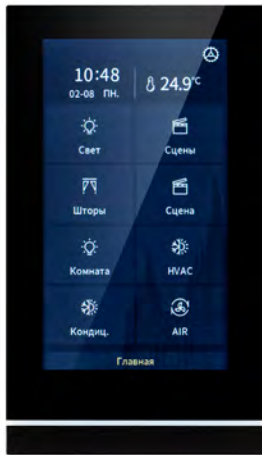 10:48
24.9°C
02-08 ПН.
Свет
Сцены
Шторы
Сцена
Комната
HVAC
Кондиц.
AIR
Главная